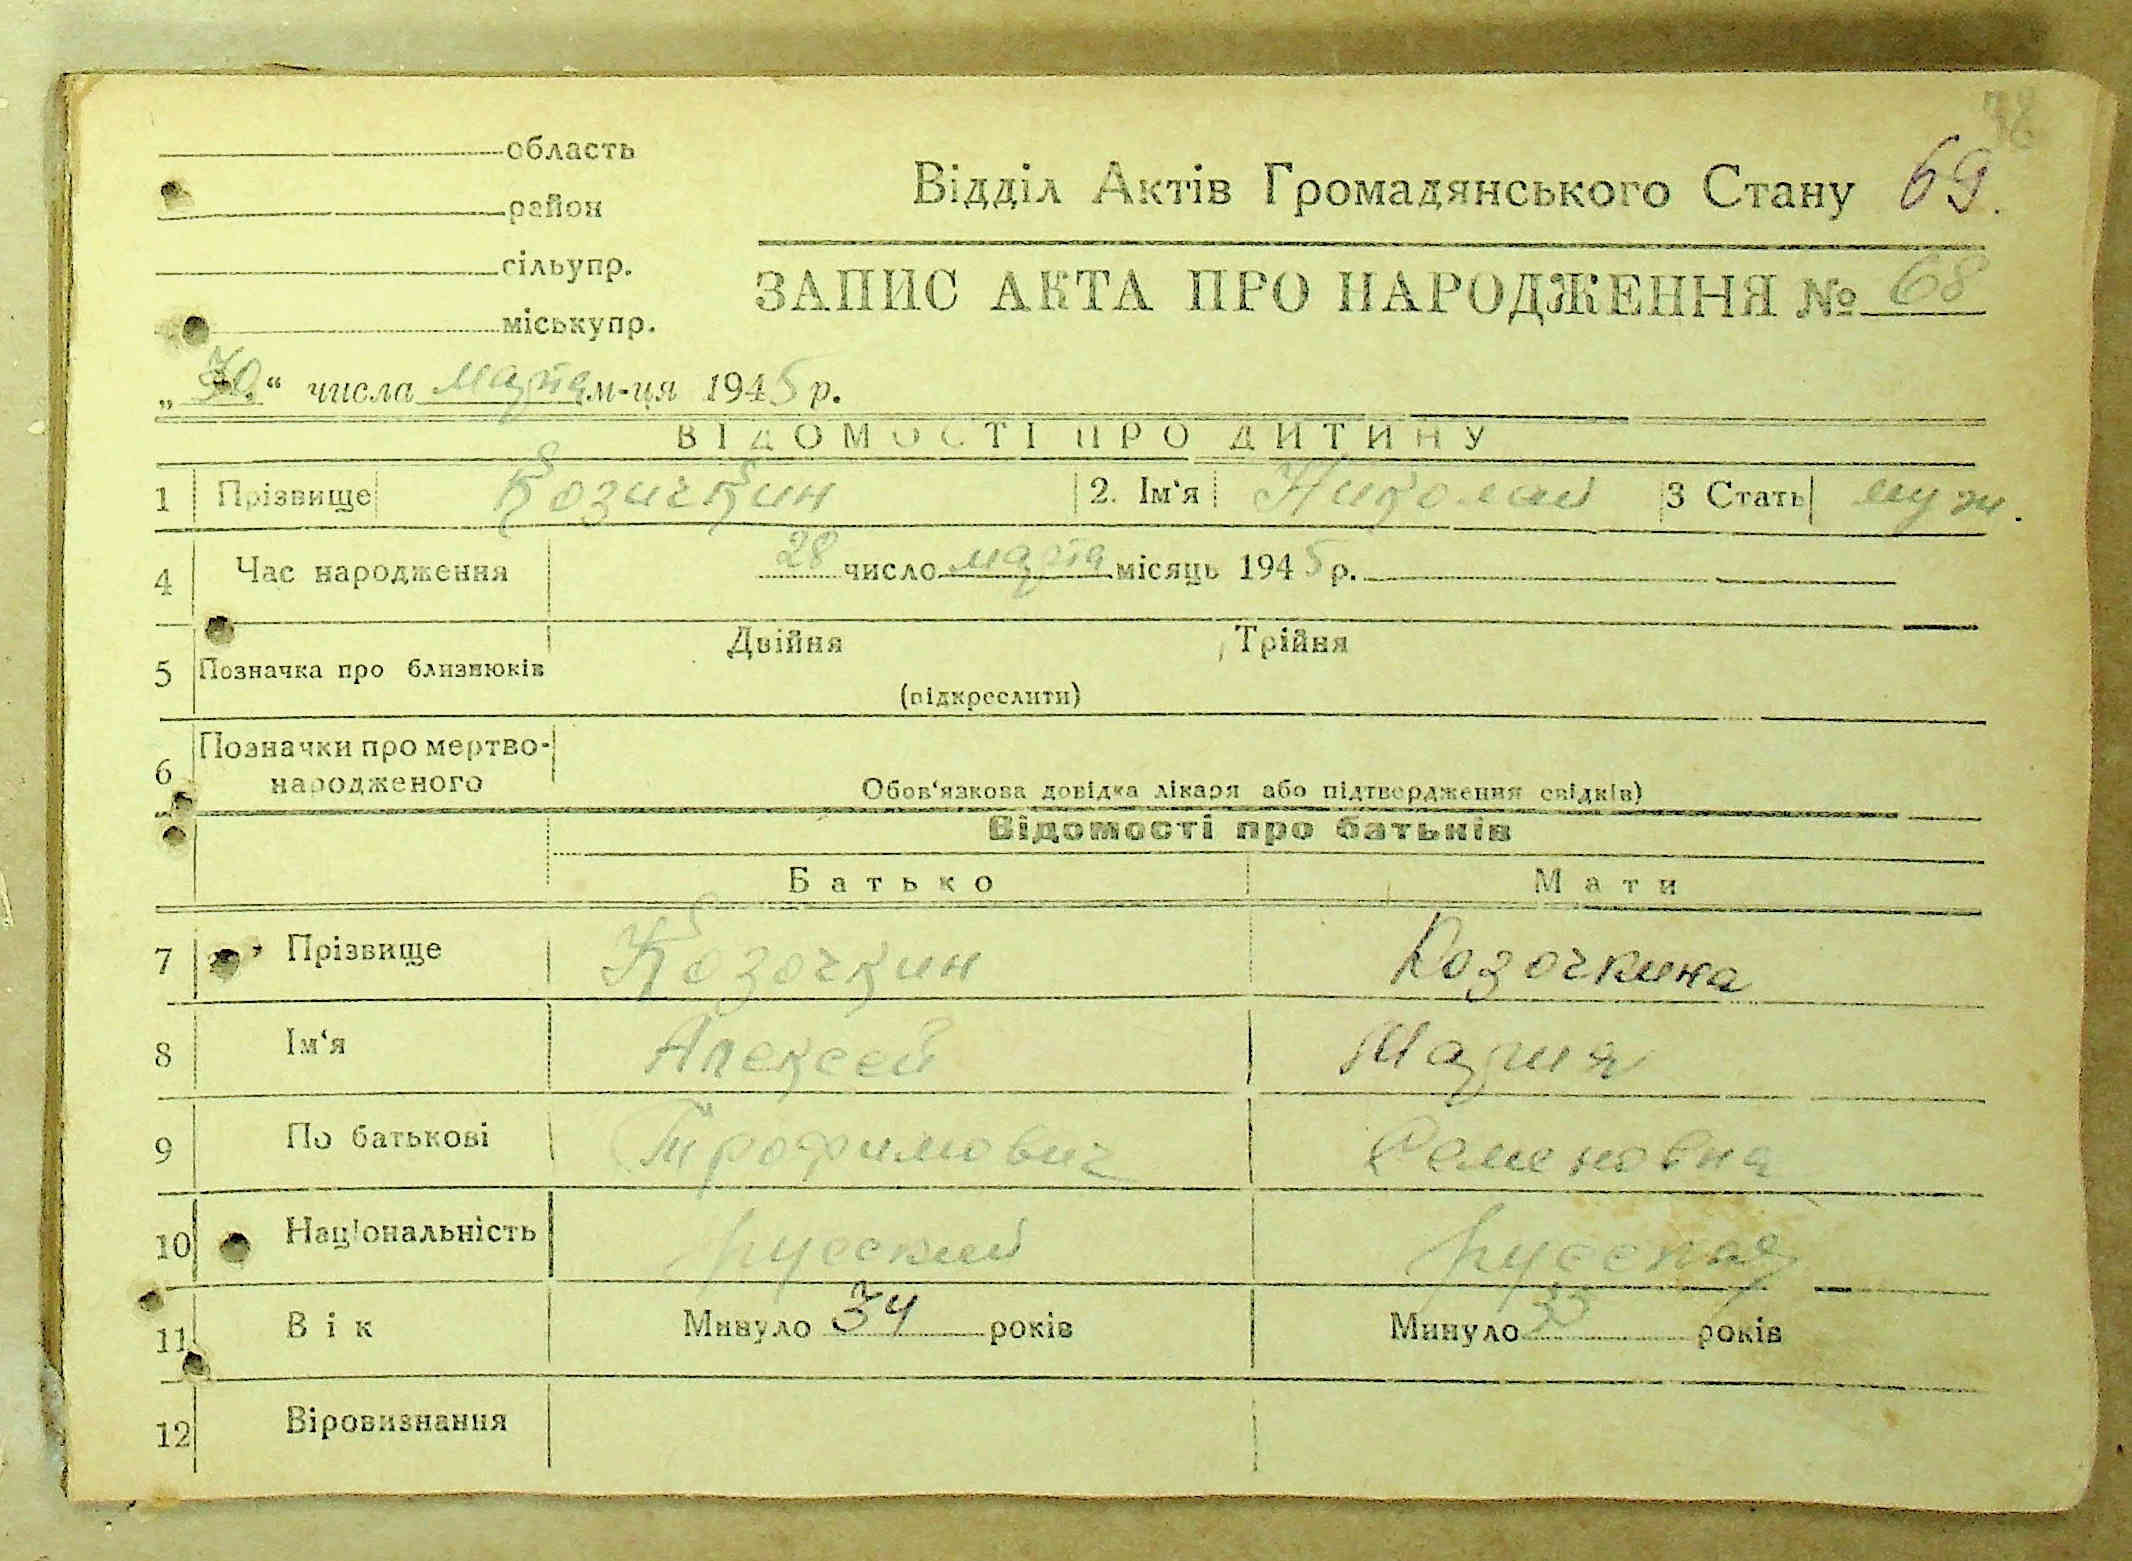 область
район
сільупр.
міськупр.
Відділ Актів Громадянського Стану 69.
ЗАПИС АКТА ПРО НАРОДЖЕННЯ № 68
„30.“ числа марта м-ця 1945 р.
ВІДОМОСТІ ПРО ДИТИНУ
1 Прізвище Козичкин 2. Ім‘я Николай 3 Стать муж.
4 Час народження 28 число марта місяць 1945 р.
5 Позначка про близнюків Двійня Трійня
(підкреслити)
6 Позначки про мертво-
народженого
Обов‘язкова довідка лікаря або підтвердження свідків)
Відомості про батьків
Батько Мати
7 Прізвище Козочкин Козочкина
8 Ім‘я Алексей Мария
9 По батькові Трофимович Семеновна
10 Національність русский русская
11 Вік Минуло 34 років Минуло років
12 Віровизнання